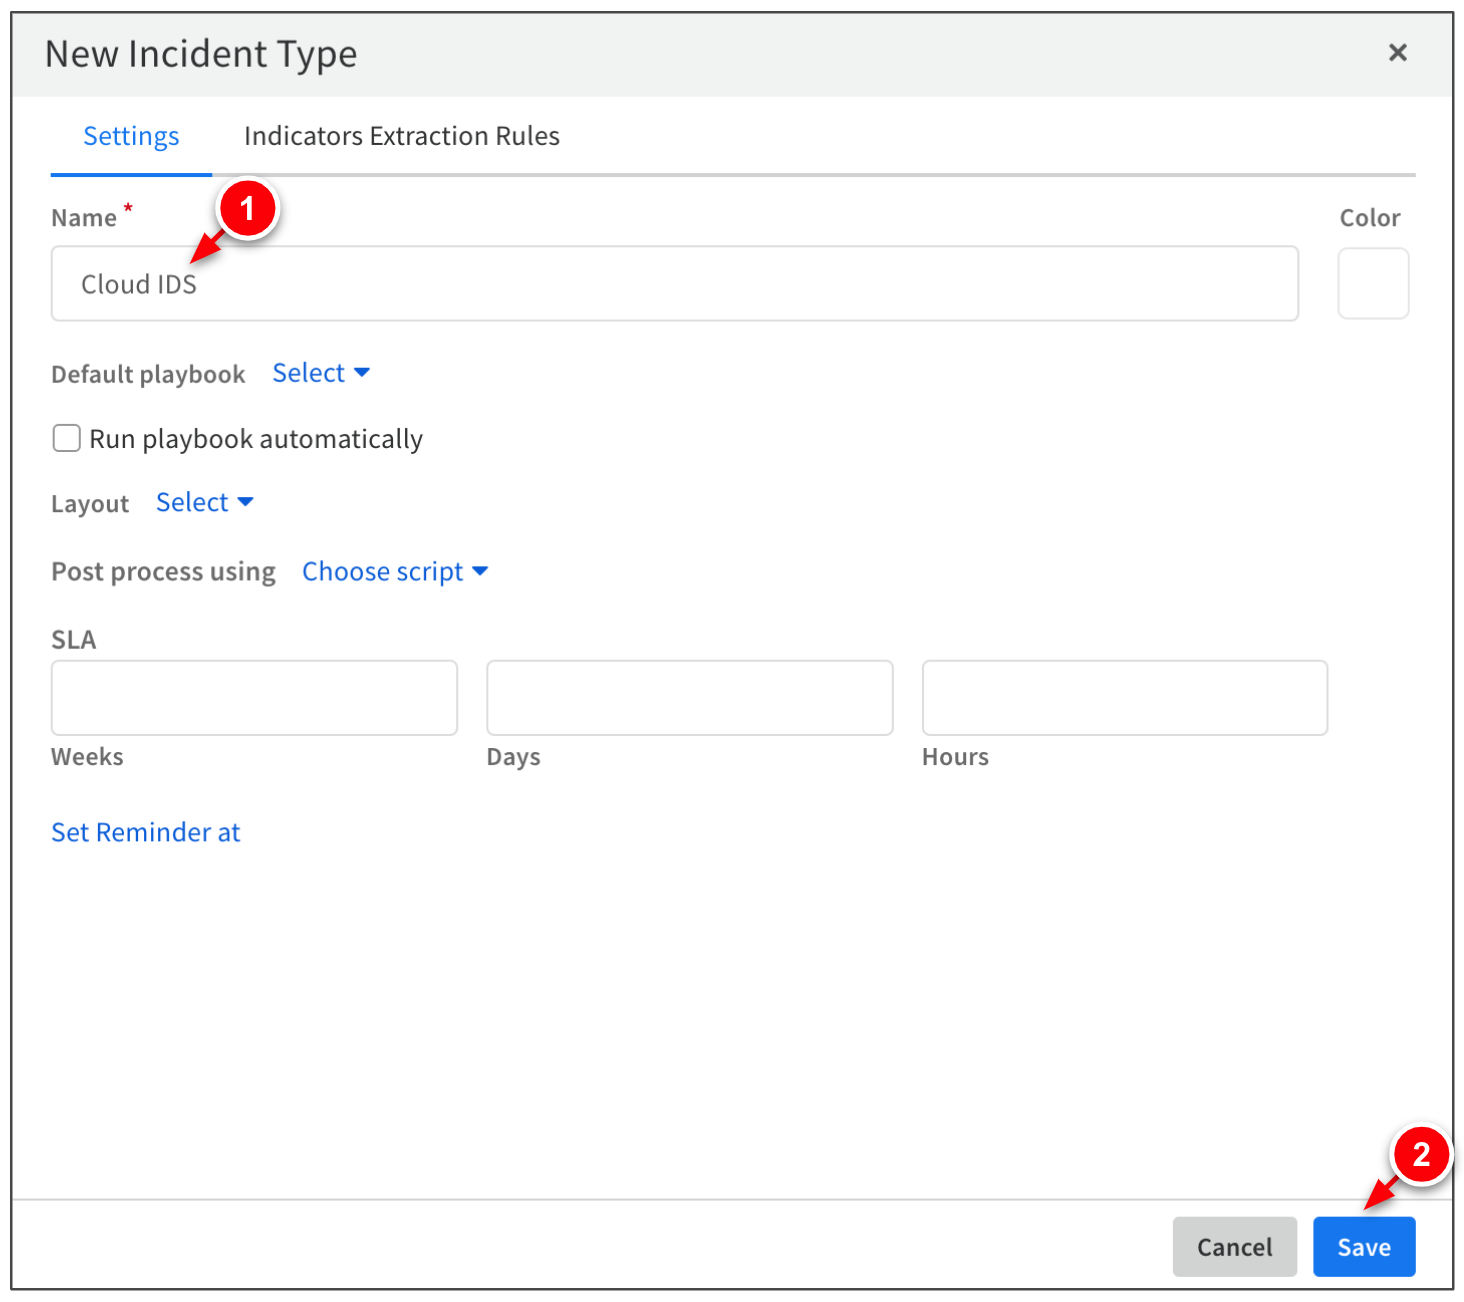 New Incident Type ×
Settings Indicators Extraction Rules
1
Name * Color
Cloud IDS
Default playbook Select
Run playbook automatically
Layout Select
Post process using Choose script
SLA
Weeks Days Hours
Set Reminder at
2
Cancel Save